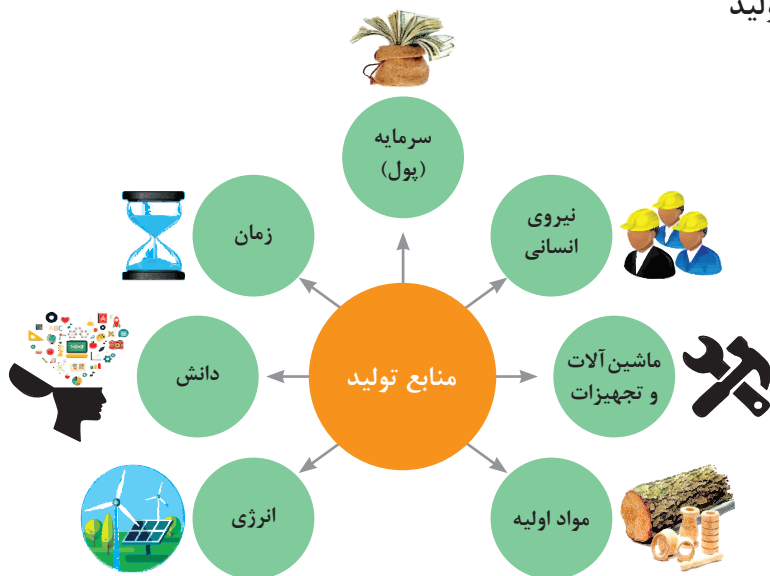 سرمایه
(پول)
نیروی
انسانی
زمان
ماشین‌آلات
و تجهیزات
منابع تولید
دانش
مواد اولیه
انرژی